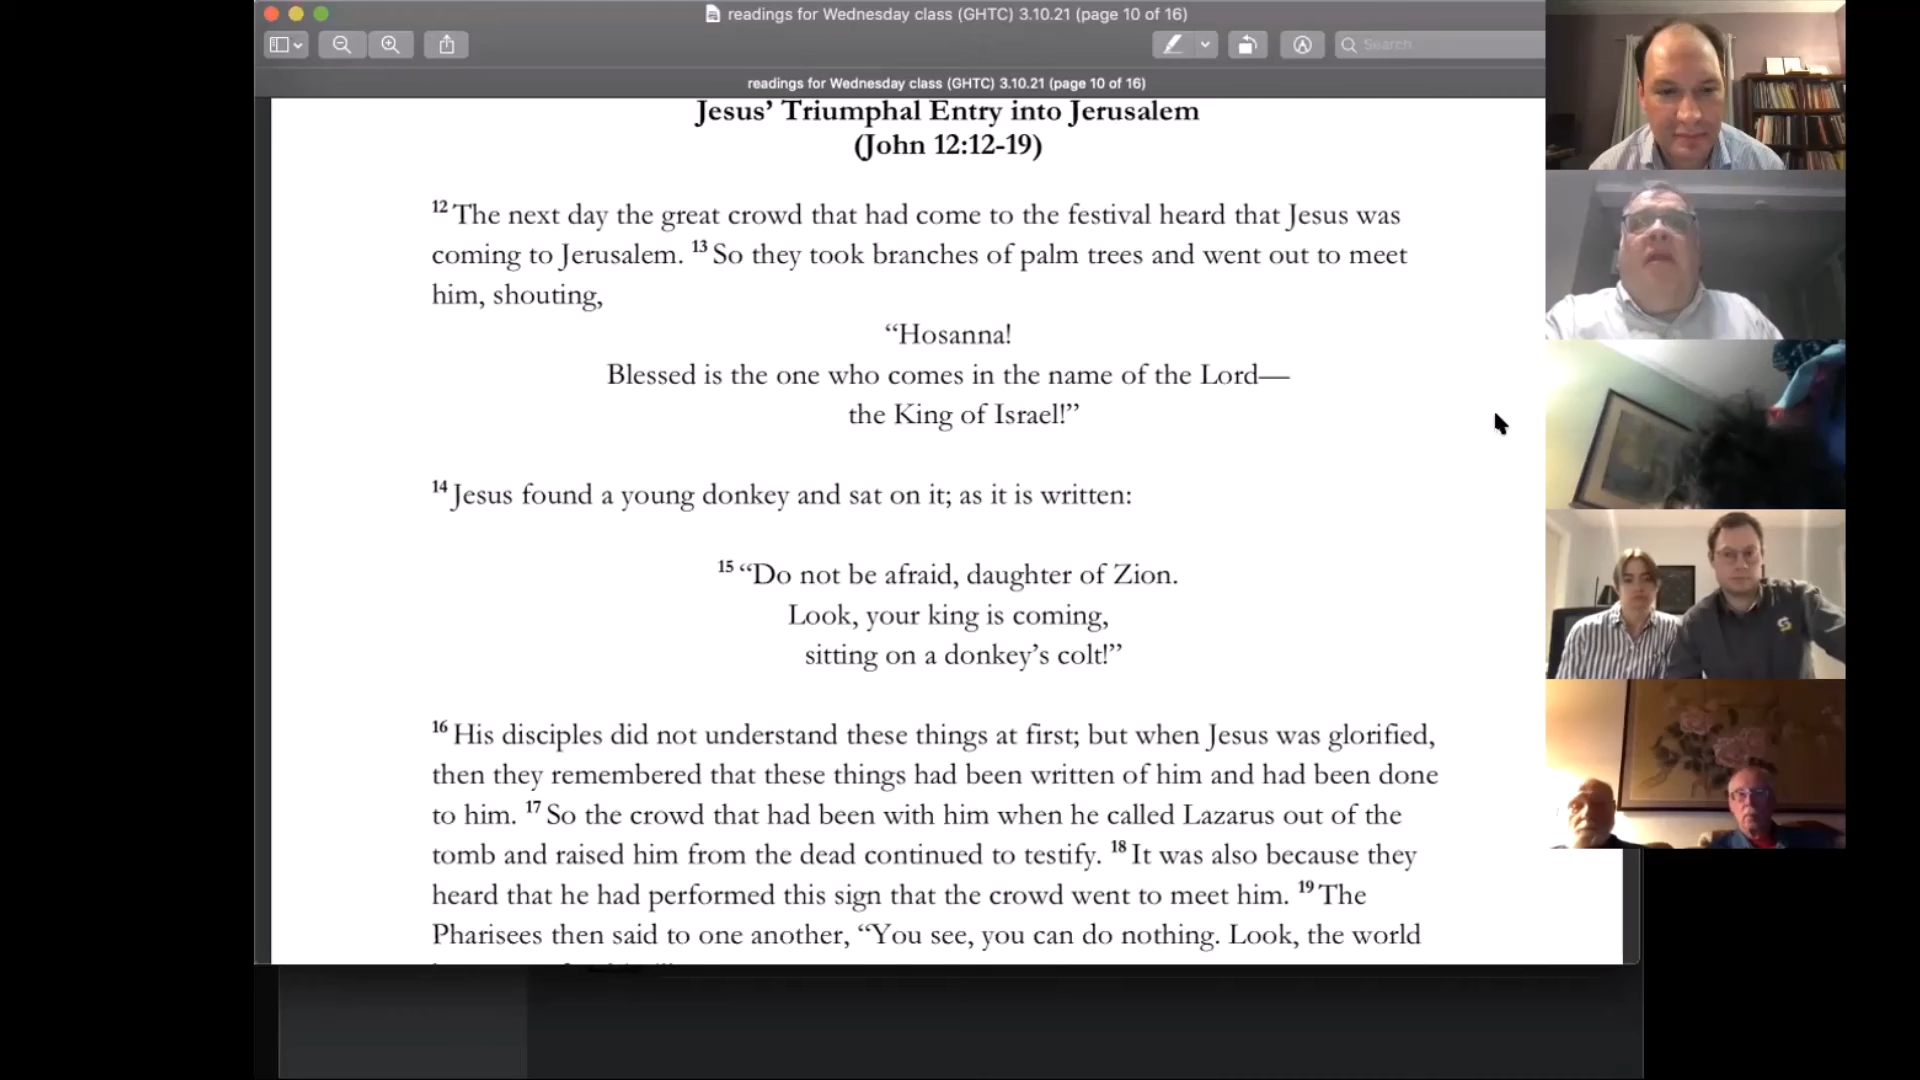 readings for Wednesday class (GHTC) 3.10.21 (page 10 of 16)
Search
readings for Wednesday class (GHTC) 3.10.21 (page 10 of 16)
Jesus’ Triumphal Entry into Jerusalem
(John 12:12-19)
12 The next day the great crowd that had come to the festival heard that Jesus was
coming to Jerusalem. 13 So they took branches of palm trees and went out to meet
him, shouting,
“Hosanna!
Blessed is the one who comes in the name of the Lord—
the King of Israel!”
14 Jesus found a young donkey and sat on it; as it is written:
15 “Do not be afraid, daughter of Zion.
Look, your king is coming,
sitting on a donkey’s colt!”
16 His disciples did not understand these things at first; but when Jesus was glorified,
then they remembered that these things had been written of him and had been done
to him. 17 So the crowd that had been with him when he called Lazarus out of the
tomb and raised him from the dead continued to testify. 18 It was also because they
heard that he had performed this sign that the crowd went to meet him. 19 The
Pharisees then said to one another, “You see, you can do nothing. Look, the world